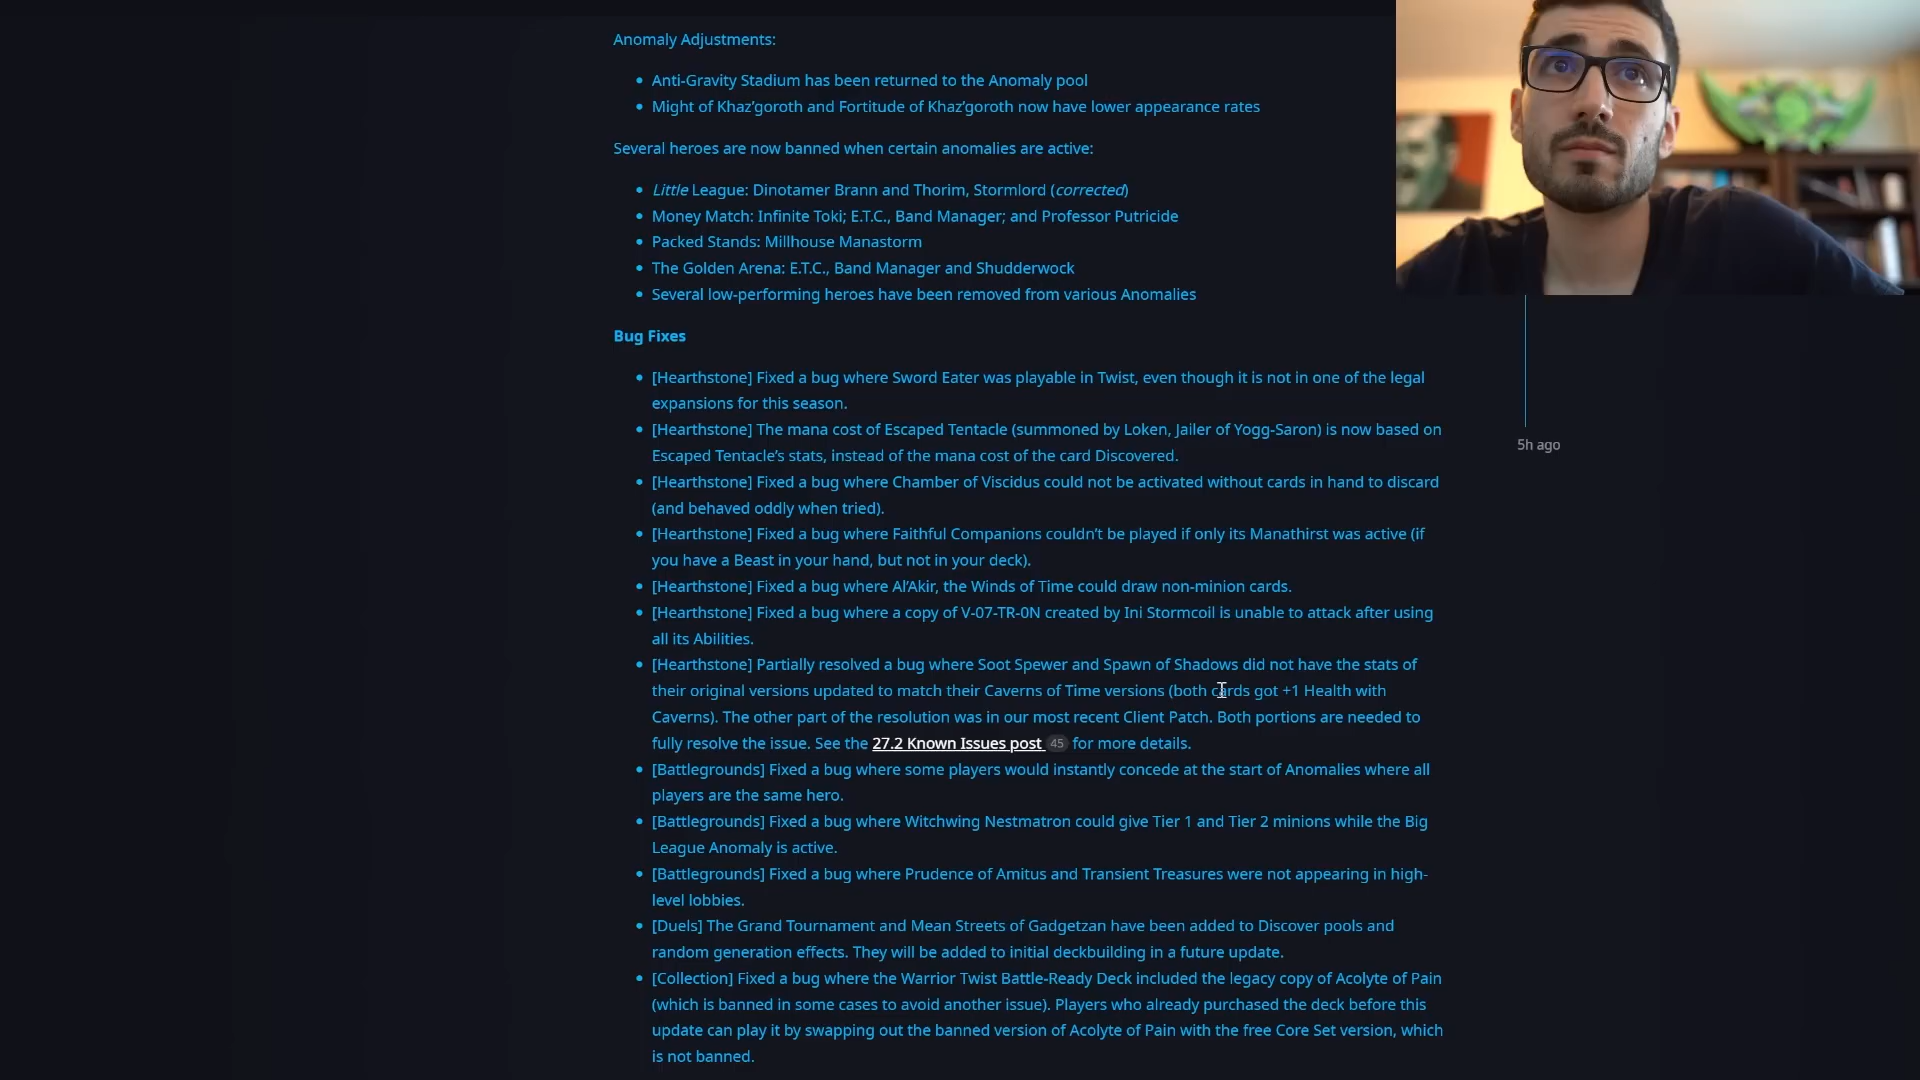 Anomaly Adjustments:
• Anti-Gravity Stadium has been returned to the Anomaly pool
• Might of Khaz’goroth and Fortitude of Khaz’goroth now have lower appearance rates
Several heroes are now banned when certain anomalies are active:
• Little League: Dinotamer Brann and Thorim, Stormlord (corrected)
• Money Match: Infinite Toki; E.T.C., Band Manager; and Professor Putricide
• Packed Stands: Millhouse Manastorm
• The Golden Arena: E.T.C., Band Manager and Shudderwock
• Several low-performing heroes have been removed from various Anomalies
Bug Fixes
• [Hearthstone] Fixed a bug where Sword Eater was playable in Twist, even though it is not in one of the legal
expansions for this season.
• [Hearthstone] The mana cost of Escaped Tentacle (summoned by Loken, Jailer of Yogg-Saron) is now based on
Escaped Tentacle’s stats, instead of the mana cost of the card Discovered.
5h ago
• [Hearthstone] Fixed a bug where Chamber of Viscidus could not be activated without cards in hand to discard
(and behaved oddly when tried).
• [Hearthstone] Fixed a bug where Faithful Companions couldn’t be played if only its Manathirst was active (if
you have a Beast in your hand, but not in your deck).
• [Hearthstone] Fixed a bug where Al’Akir, the Winds of Time could draw non-minion cards.
• [Hearthstone] Fixed a bug where a copy of V-07-TR-0N created by Ini Stormcoil is unable to attack after using
all its Abilities.
• [Hearthstone] Partially resolved a bug where Soot Spewer and Spawn of Shadows did not have the stats of
their original versions updated to match their Caverns of Time versions (both cards got +1 Health with
Caverns). The other part of the resolution was in our most recent Client Patch. Both portions are needed to
fully resolve the issue. See the 27.2 Known Issues post 45 for more details.
• [Battlegrounds] Fixed a bug where some players would instantly concede at the start of Anomalies where all
players are the same hero.
• [Battlegrounds] Fixed a bug where Witchwing Nestmatron could give Tier 1 and Tier 2 minions while the Big
League Anomaly is active.
• [Battlegrounds] Fixed a bug where Prudence of Amitus and Transient Treasures were not appearing in high-
level lobbies.
• [Duels] The Grand Tournament and Mean Streets of Gadgetzan have been added to Discover pools and
random generation effects. They will be added to initial deckbuilding in a future update.
• [Collection] Fixed a bug where the Warrior Twist Battle-Ready Deck included the legacy copy of Acolyte of Pain
(which is banned in some cases to avoid another issue). Players who already purchased the deck before this
update can play it by swapping out the banned version of Acolyte of Pain with the free Core Set version, which
is not banned.